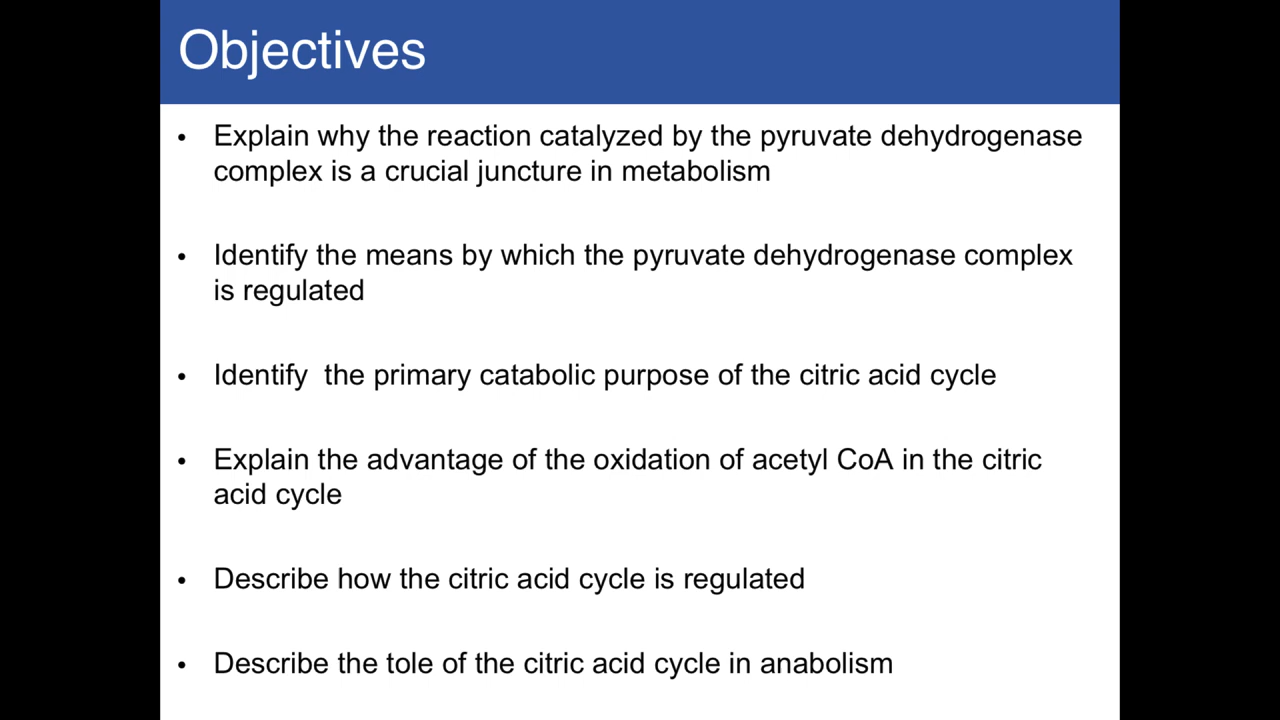 Objectives
• Explain why the reaction catalyzed by the pyruvate dehydrogenase
complex is a crucial juncture in metabolism
• Identify the means by which the pyruvate dehydrogenase complex
is regulated
• Identify  the primary catabolic purpose of the citric acid cycle
• Explain the advantage of the oxidation of acetyl CoA in the citric
acid cycle
• Describe how the citric acid cycle is regulated
• Describe the tole of the citric acid cycle in anabolism